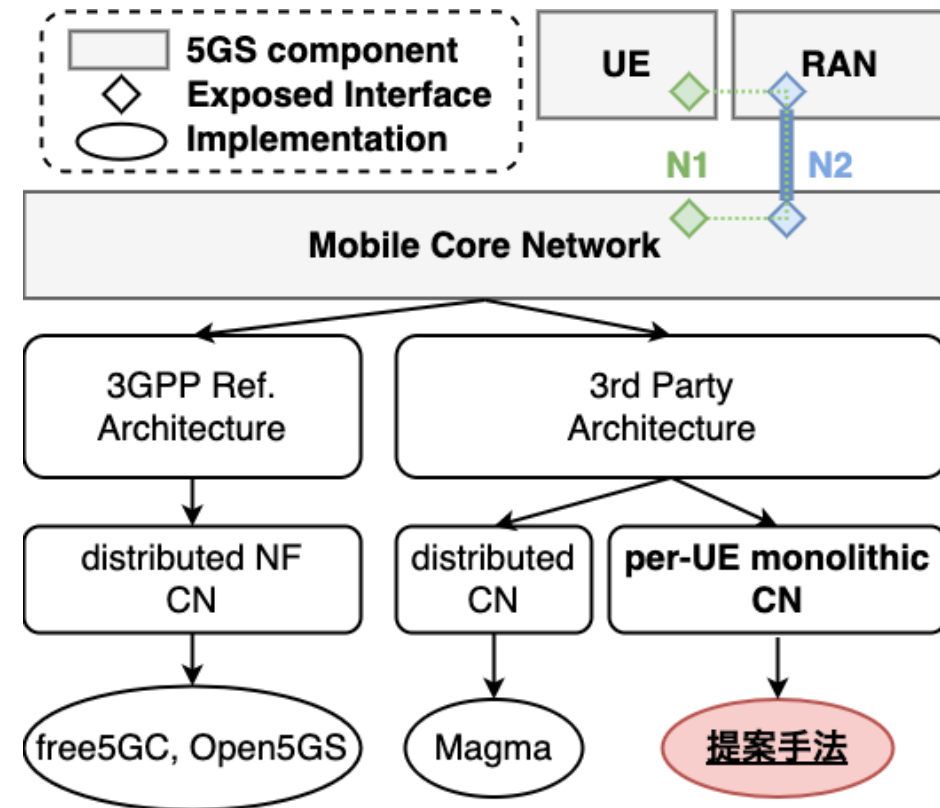 5GS component
Exposed Interface
Implementation
UE
RAN
N1
N2
Mobile Core Network
3GPP Ref.
Architecture
3rd Party
Architecture
distributed NF
CN
distributed
CN
per-UE monolithic
CN
free5GC, Open5GS
Magma
提案手法